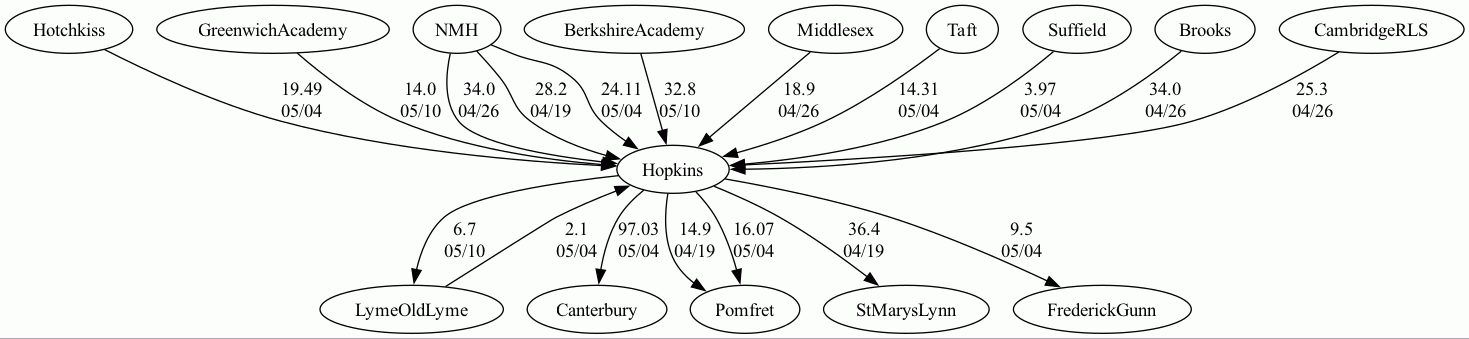 Hotchkiss GreenwichAcademy NMH BerkshireAcademy Middlesex Taft Suffield Brooks CambridgeRLS
19.49 14.0 34.0 28.2 24.11 32.8 18.9 14.31 3.97 34.0 25.3
05/04 05/10 04/26 04/19 05/04 05/10 04/26 05/04 05/04 04/26 04/26
Hopkins
6.7 2.1 97.03 14.9 16.07 36.4 9.5
05/10 05/04 05/04 04/19 05/04 04/19 05/04
LymeOldLyme Canterbury Pomfret StMarysLynn FrederickGunn